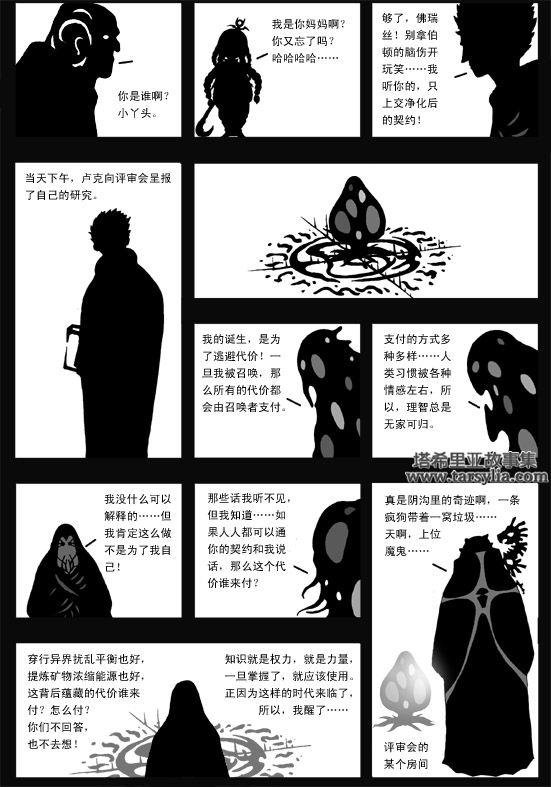 你是谁啊？
小丫头。
我是你妈妈啊？
你又忘了吗？
哈哈哈哈……
够了，佛瑞
丝！别拿伯
顿的脑伤开
玩笑……我
听你的，只
上交净化后
的契约！
当天下午，卢克向评审会呈报
了自己的研究。
我的诞生，是为
了逃避代价！一
旦我被召唤，那
么所有的代价都
会由召唤者支付。
支付的方式多
种多样……人
类习惯被各种
情感左右，所
以，理智总是
无家可归。
塔希里亚故事集
www.tarsylia.com
我没什么可以
解释的……但
我肯定这么做
不是为了我自
己！
那些话我听不见，
但我知道……如
果人人都可以通
你的契约和我说
话，那么这个代
价谁来付？
真是阴沟里的奇迹啊，一条
疯狗带着一窝垃圾……
天啊，上位
魔鬼……
评审会的
某个房间
穿行异界扰乱平衡也好，
提炼矿物浓缩能源也好，
这背后蕴藏的代价谁来
付？怎么付？
你们不回答，
也不去想！
知识就是权力，就是力量，
一旦掌握了，就应该使用。
正因为这样的时代来临了，
所以，我醒了……